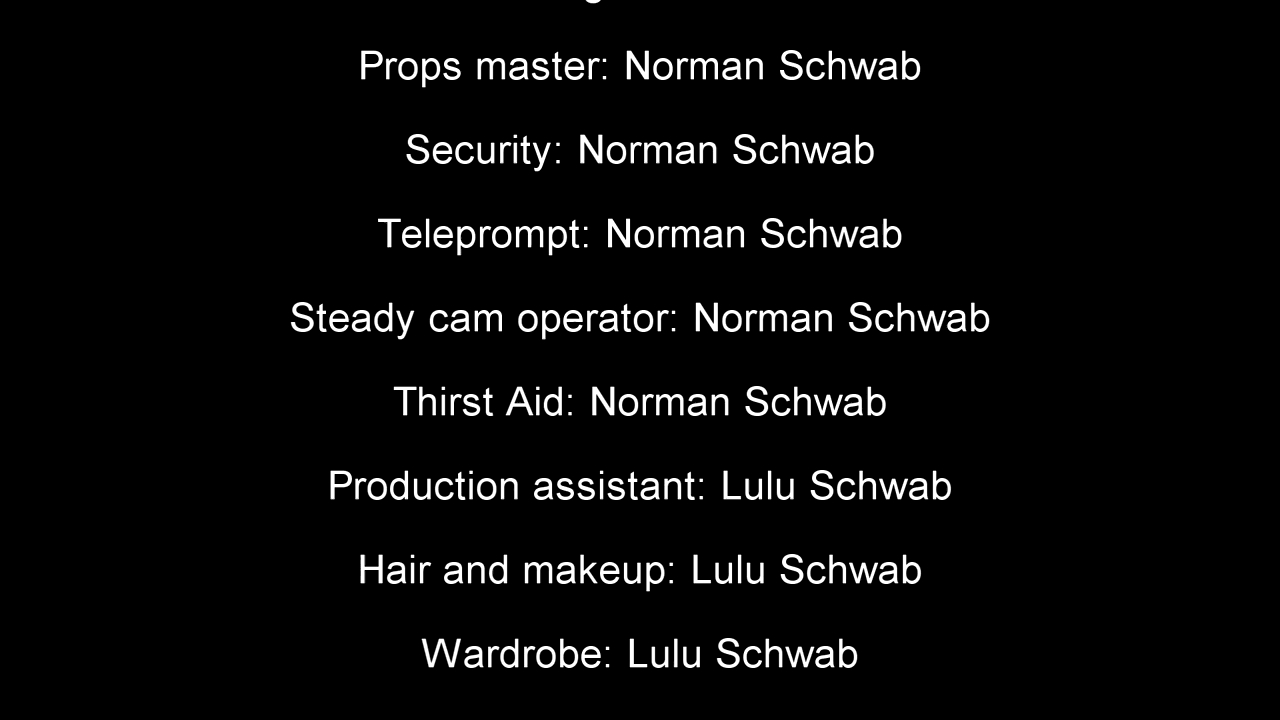 Props master: Norman Schwab
Security: Norman Schwab
Teleprompt: Norman Schwab
Steady cam operator: Norman Schwab
Thirst Aid: Norman Schwab
Production assistant: Lulu Schwab
Hair and makeup: Lulu Schwab
Wardrobe: Lulu Schwab